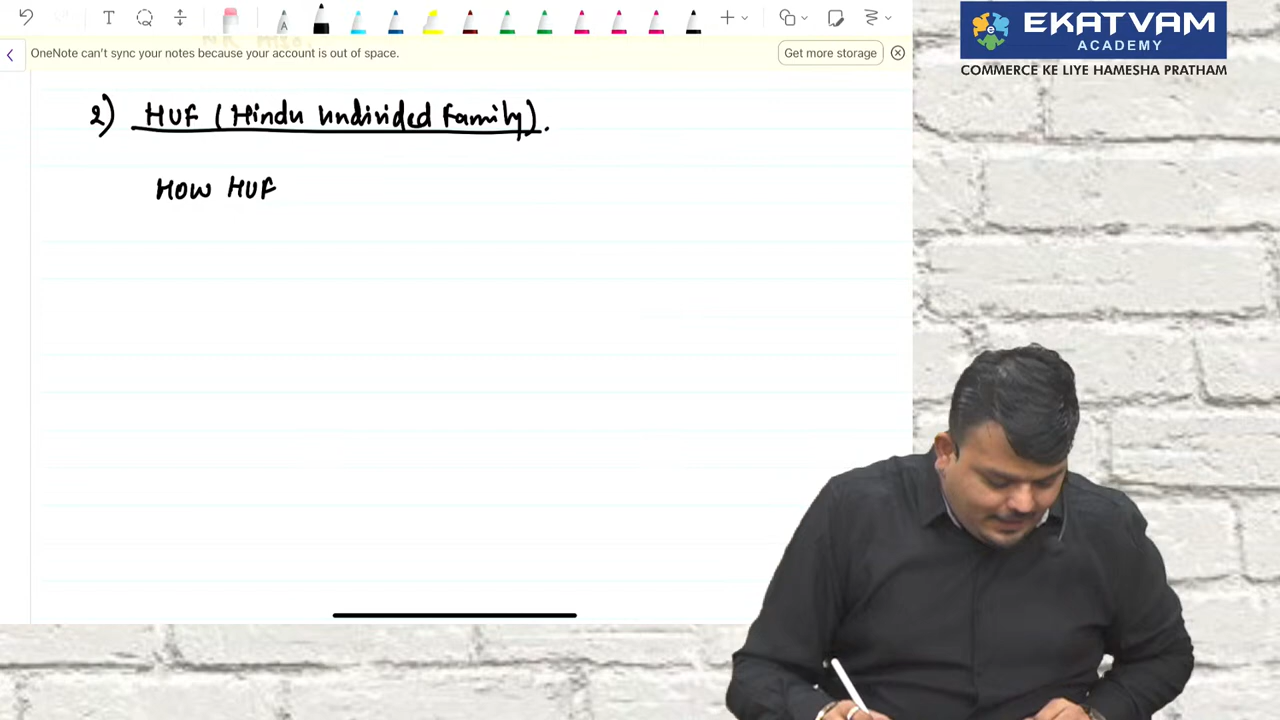 OneNote can't sync your notes because your account is out of space.
Get more storage
2) HUF (Hindu Undivided Family).
How HUF
EKATVAM
ACADEMY
COMMERCE KE LIYE HAMESHA PRATHAM